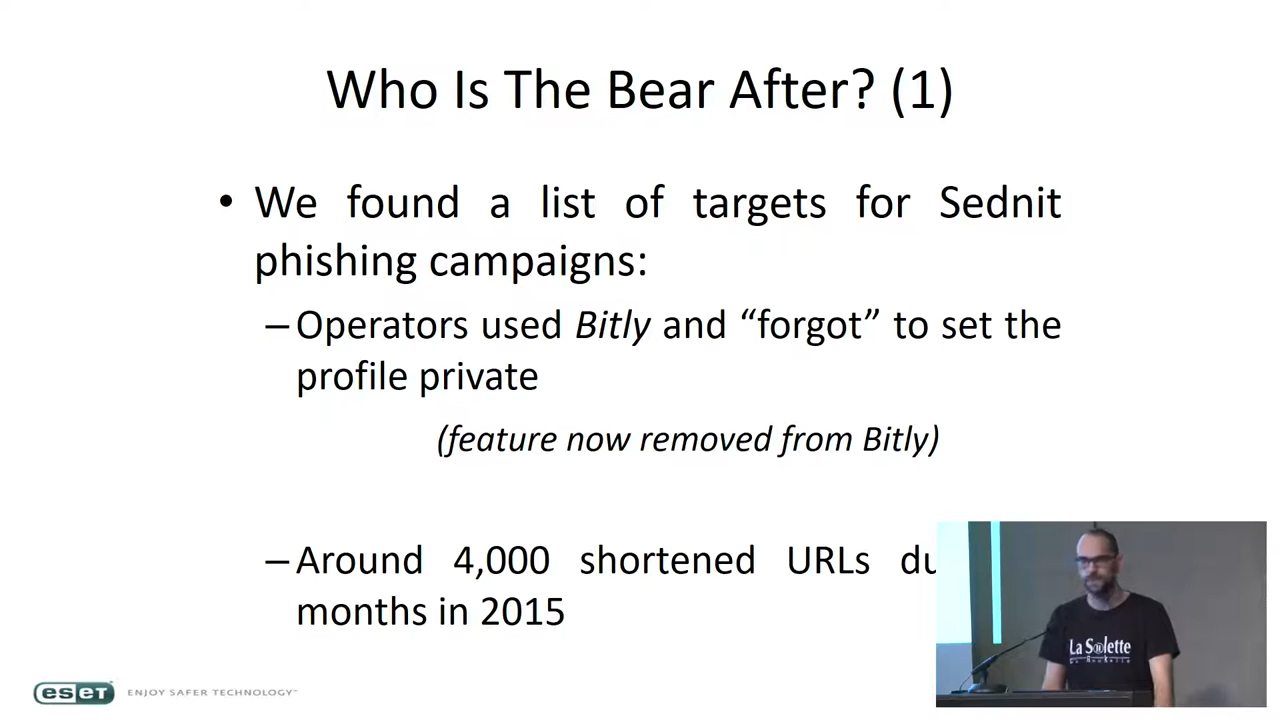 Who Is The Bear After? (1)
• We found a list of targets for Sednit
phishing campaigns:
– Operators used Bitly and “forgot” to set the
profile private
(feature now removed from Bitly)
– Around 4,000 shortened URLs du
months in 2015
La S lette
eset ENJOY SAFER TECHNOLOGY™